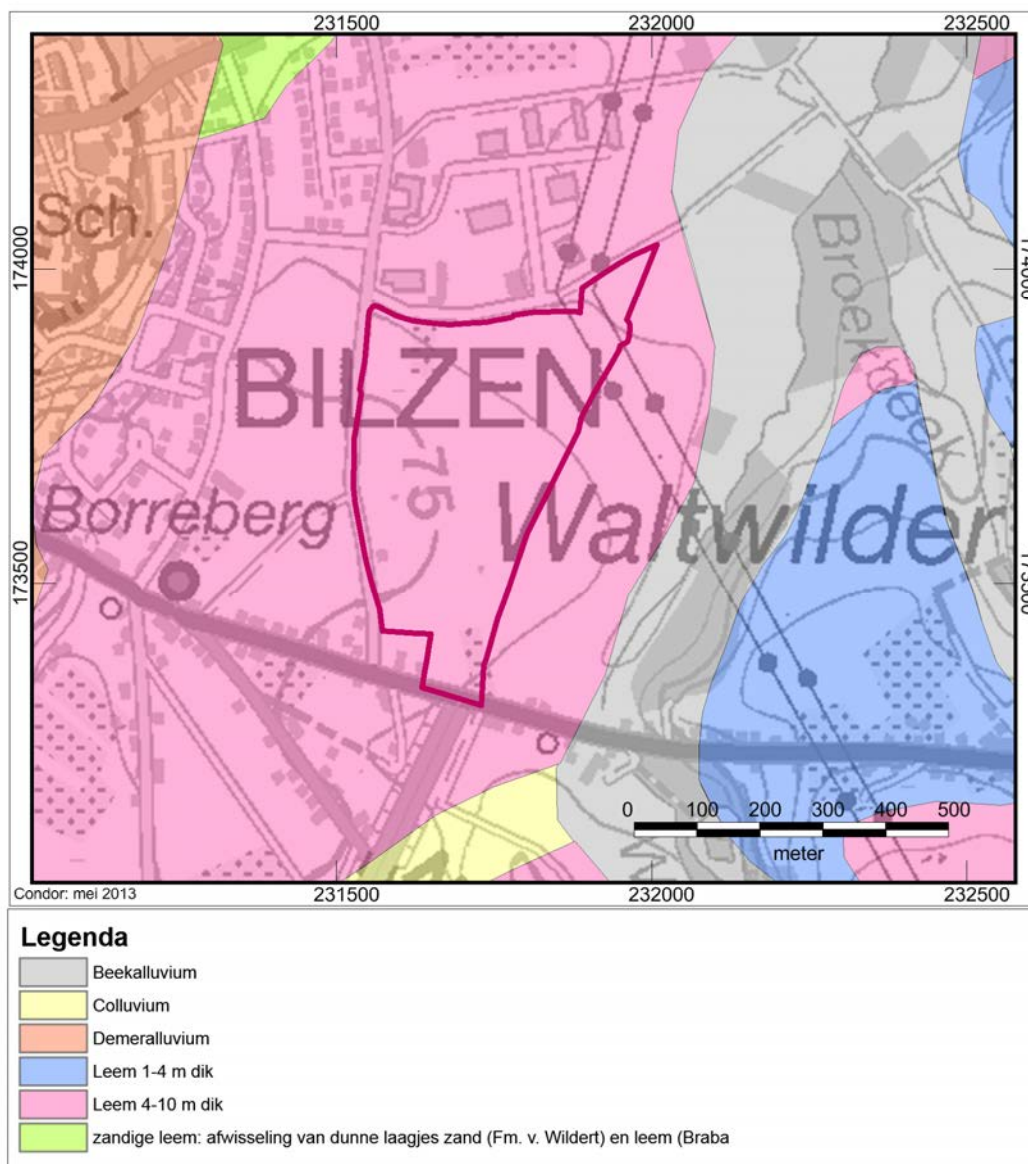 231500 232000 232500
Sch.
174000 174000
Broekbeek
BILZEN
75
Borreberg Waltwilder
173500 173500
0 100 200 300 400 500
meter
Condor: mei 2013
231500 232000 232500
Legenda
Beekalluvium
Colluvium
Demeralluvium
Leem 1-4 m dik
Leem 4-10 m dik
zandige leem: afwisseling van dunne laagjes zand (Fm. v. Wildert) en leem (Braba